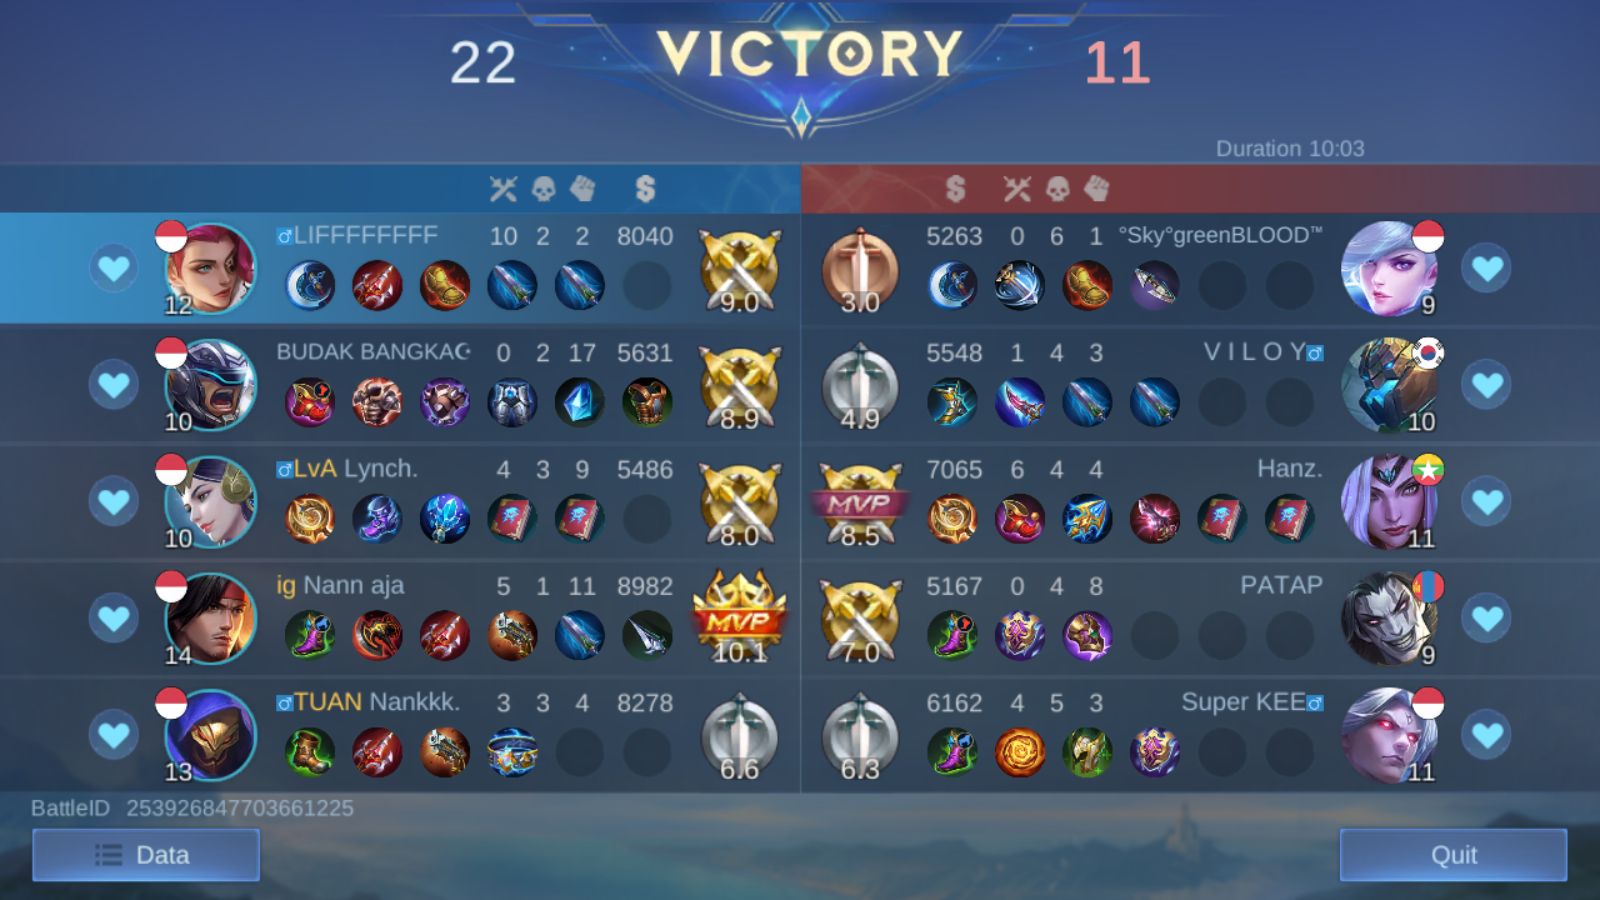 22 VICTORY 11
Duration 10:03
♂LIFFFFFFFF 10 2 2 8040
12 9.0
3.0 5263 0 6 1 °Sky°greenBLOOD™
9
BUDAK BANGKA☪ 0 2 17 5631
10 8.9
4.9 5548 1 4 3 V I L O Y♂
10
♂LvA Lynch. 4 3 9 5486
10 8.0
MVP 8.5 7065 6 4 4 Hanz.
11
ig Nann aja 5 1 11 8982
14 MVP 10.1
7.0 5167 0 4 8 PATAP
9
♂TUAN Nankkk. 3 3 4 8278
13 6.6
6.3 6162 4 5 3 Super KEE♂
11
BattleID 253926847703661225
Data
Quit